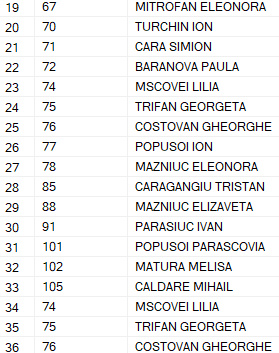 19 67 MITROFAN ELEONORA
20 70 TURCHIN ION
21 71 CARA SIMION
22 72 BARANOVA PAULA
23 74 MSCOVEI LILIA
24 75 TRIFAN GEORGETA
25 76 COSTOVAN GHEORGHE
26 77 POPUSOI ION
27 78 MAZNIUC ELEONORA
28 85 CARAGANGIU TRISTAN
29 88 MAZNIUC ELIZAVETA
30 91 PARASIUC IVAN
31 101 POPUSOI PARASCOVIA
32 102 MATURA MELISA
33 105 CALDARE MIHAIL
34 74 MSCOVEI LILIA
35 75 TRIFAN GEORGETA
36 76 COSTOVAN GHEORGHE